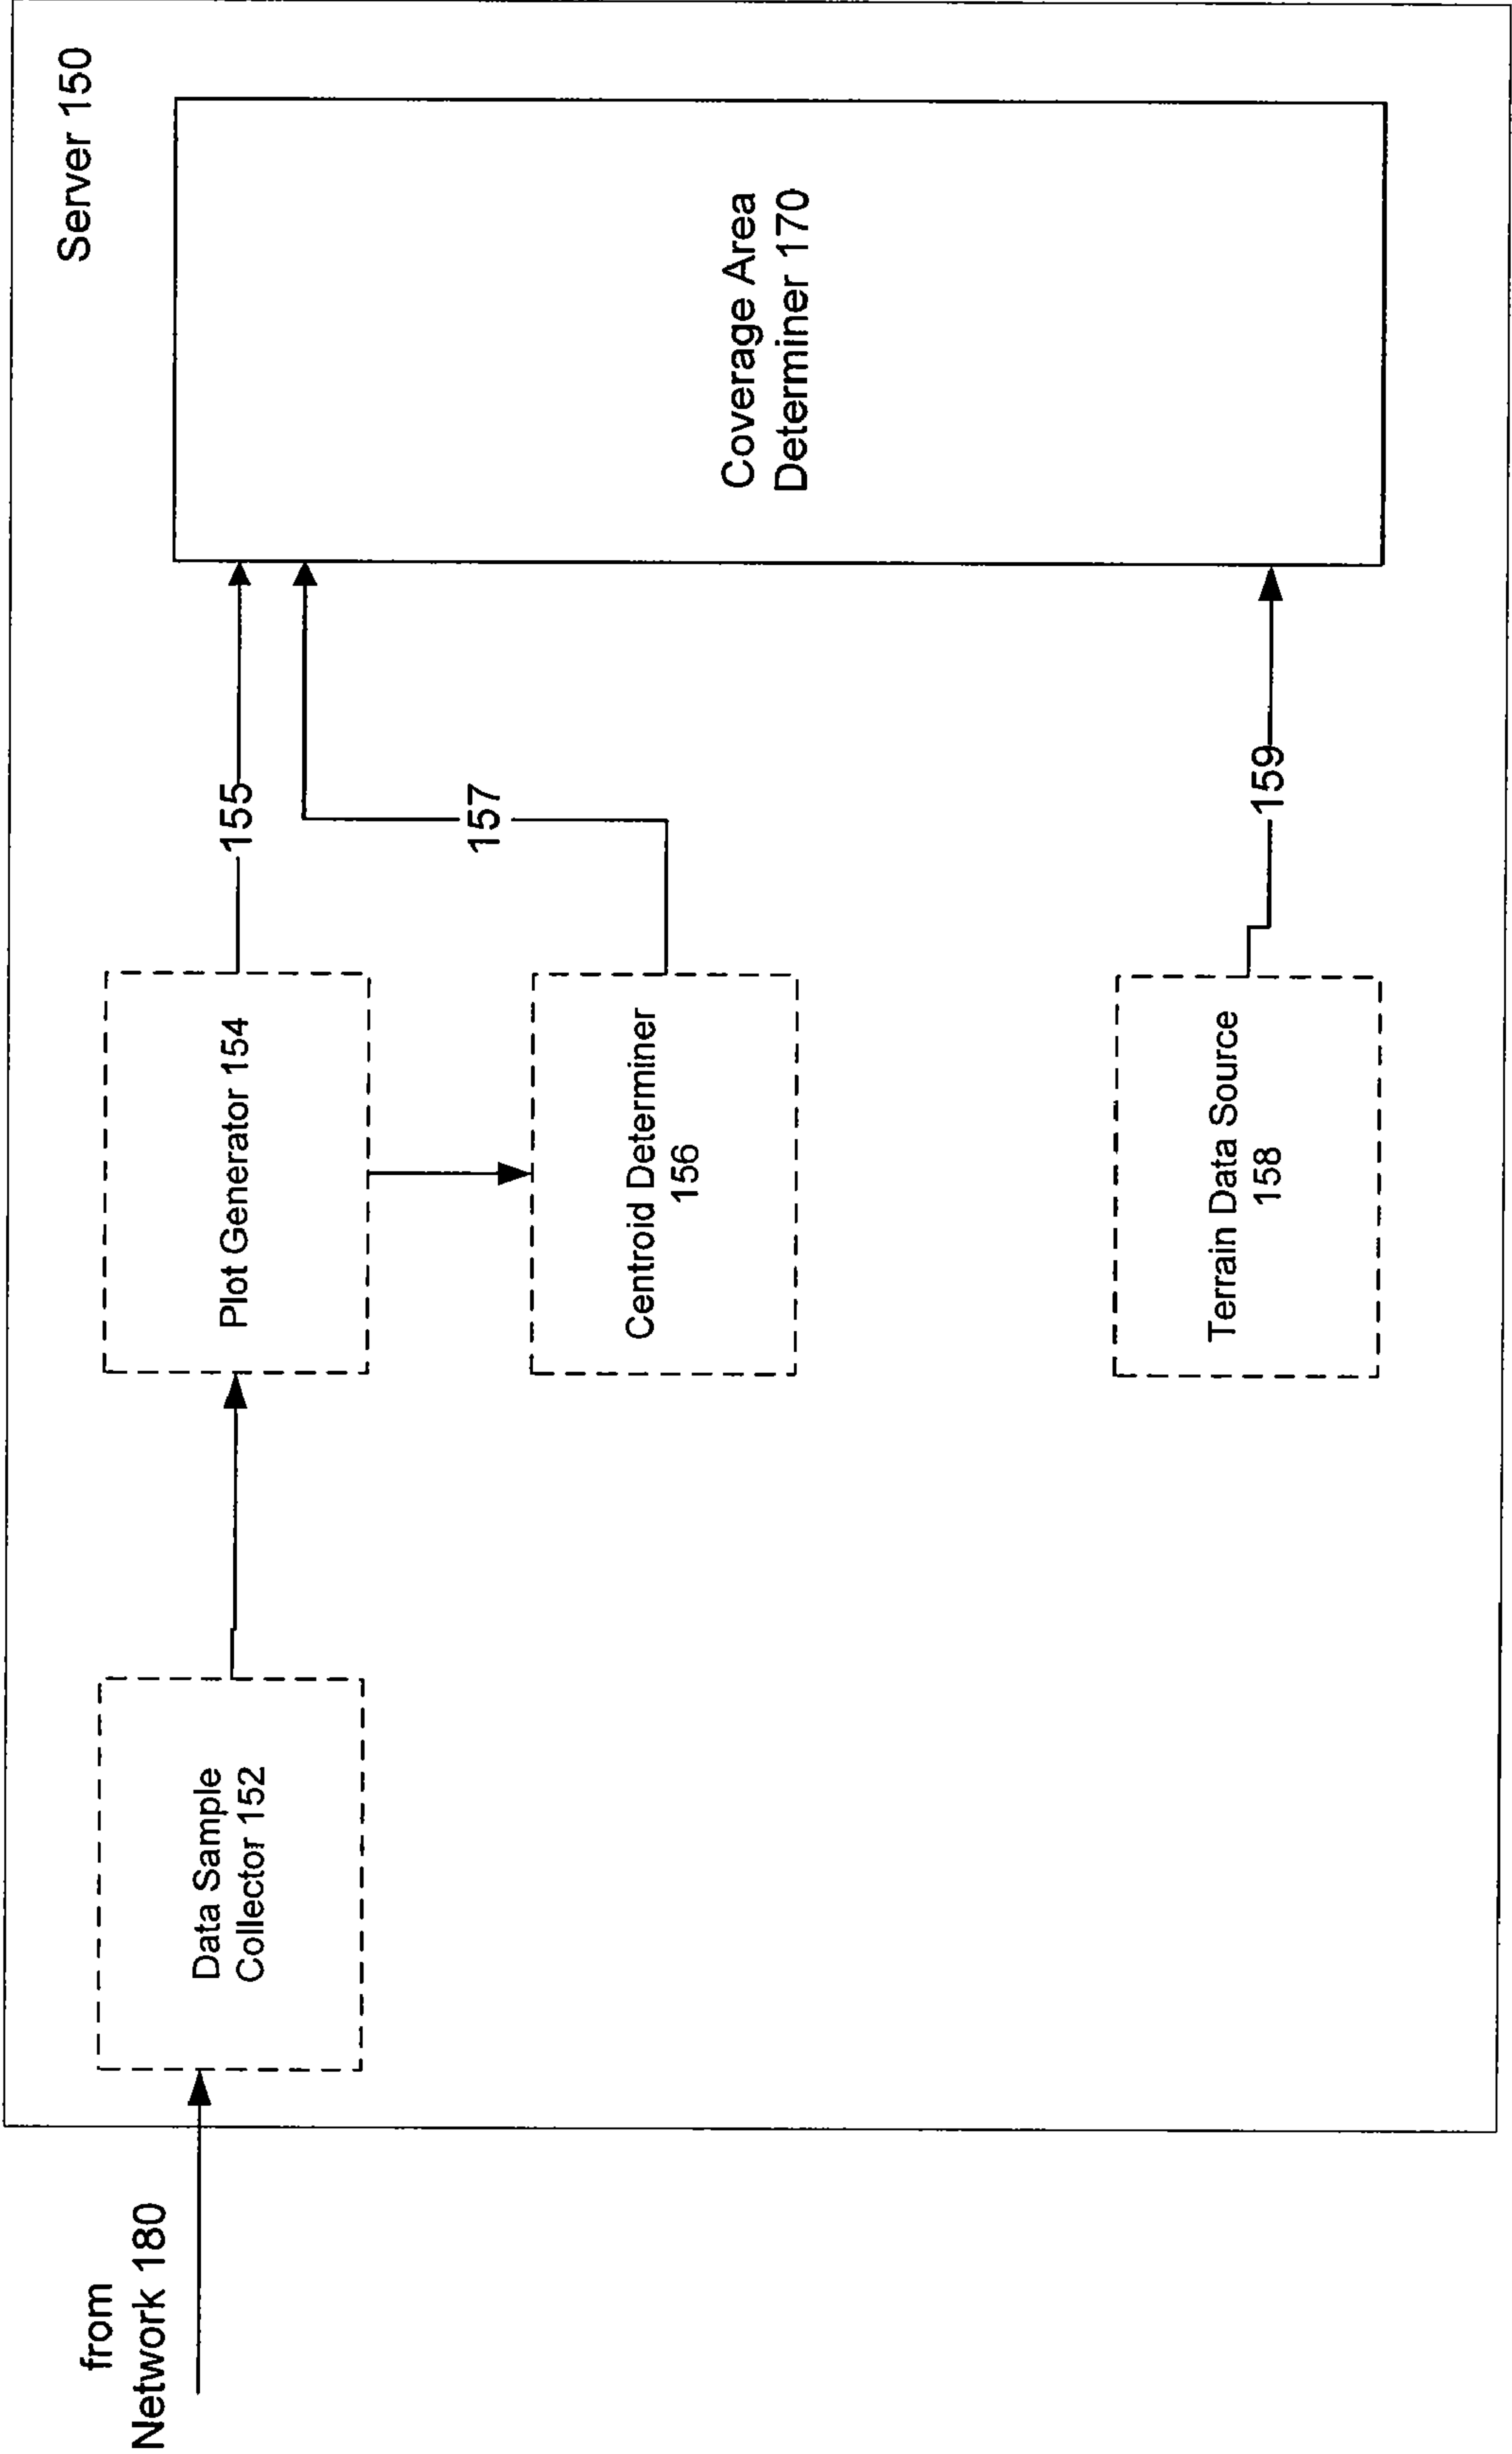 Server 150
from
Network 180
Data Sample
Collector 152
Plot Generator 154
155
Centroid Determiner
156
157
Terrain Data Source
158
159
Coverage Area
Determiner 170